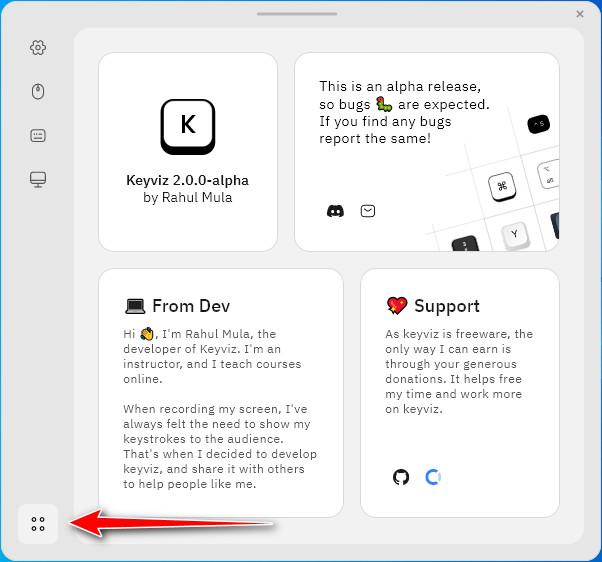 K
Keyviz 2.0.0-alpha
by Rahul Mula
This is an alpha release,
so bugs 🐛 are expected.
If you find any bugs
report the same!
^ S
⌘
Y
💻 From Dev
Hi 👋, I'm Rahul Mula, the
developer of Keyviz. I'm an
instructor, and I teach courses
online.
When recording my screen, I've
always felt the need to show my
keystrokes to the audience.
That's when I decided to develop
keyviz, and share it with others
to help people like me.
💖 Support
As keyviz is freeware, the
only way I can earn is
through your generous
donations. It helps free
my time and work more
on keyviz.